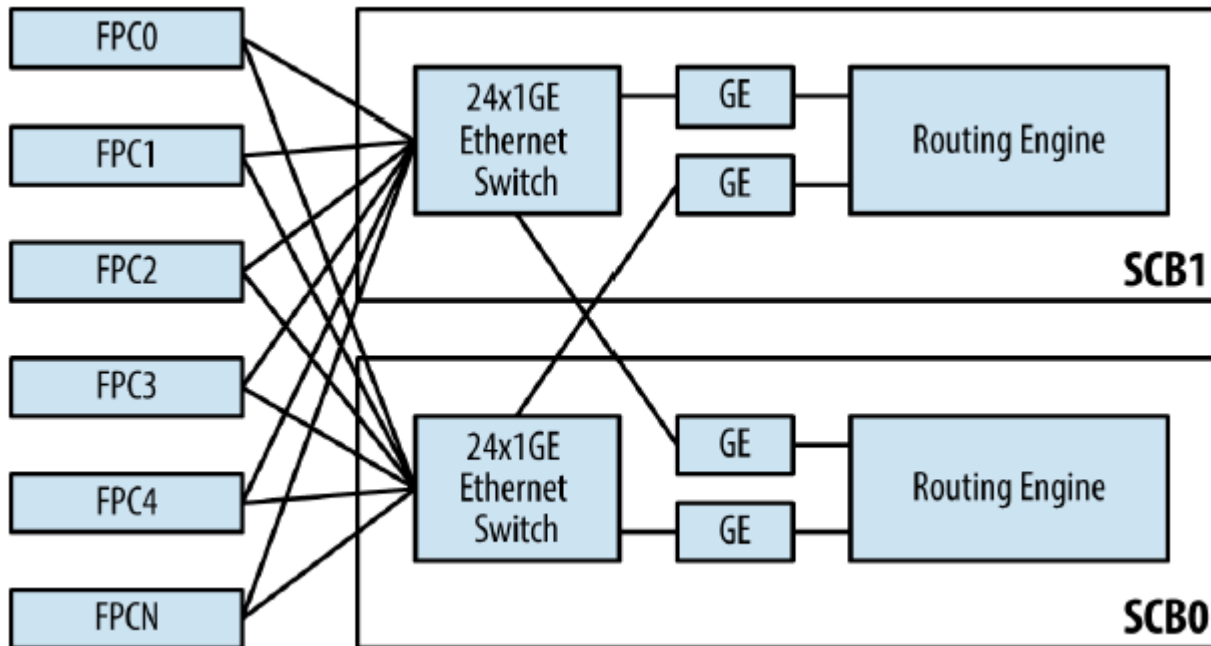 FPC0
FPC1
FPC2
FPC3
FPC4
FPCN
24x1GE
Ethernet
Switch
GE
GE
Routing Engine
SCB1
24x1GE
Ethernet
Switch
GE
GE
Routing Engine
SCB0